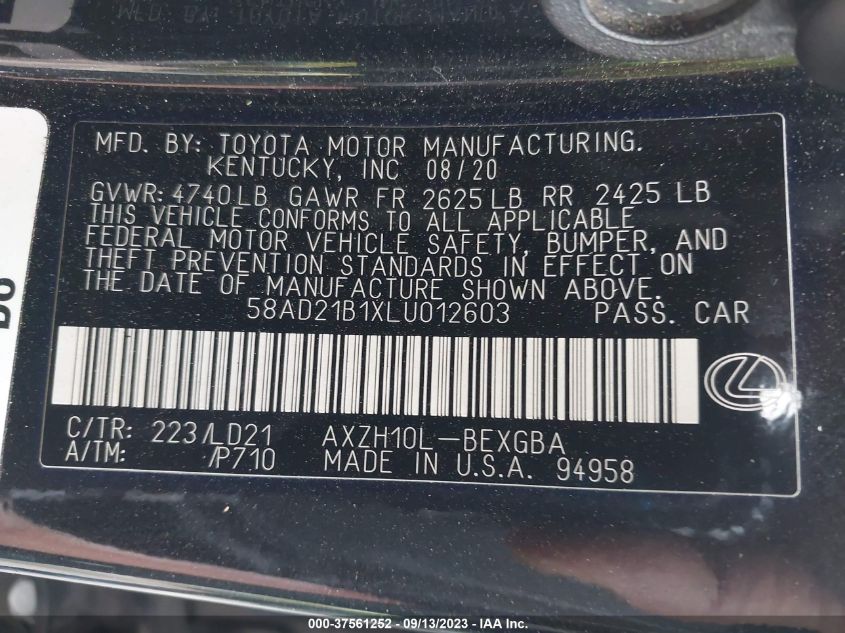 MFD. BY: TOYOTA MOTOR MANUFACTURING.
KENTUCKY, INC 08/20
GVWR: 4740LB GAWR FR 2625LB RR 2425 LB
THIS VEHICLE CONFORMS TO ALL APPLICABLE
FEDERAL MOTOR VEHICLE SAFETY, BUMPER, AND
THEFT PREVENTION STANDARDS IN EFFECT ON
THE DATE OF MANUFACTURE SHOWN ABOVE.
58AD21B1XLU012603 PASS. CAR
C/TR: 223/LD21 AXZH10L-BEXGBA
A/TM: /P710 MADE IN U.S.A. 94958
000-37561252 - 09/13/2023 - © IAA, Inc.